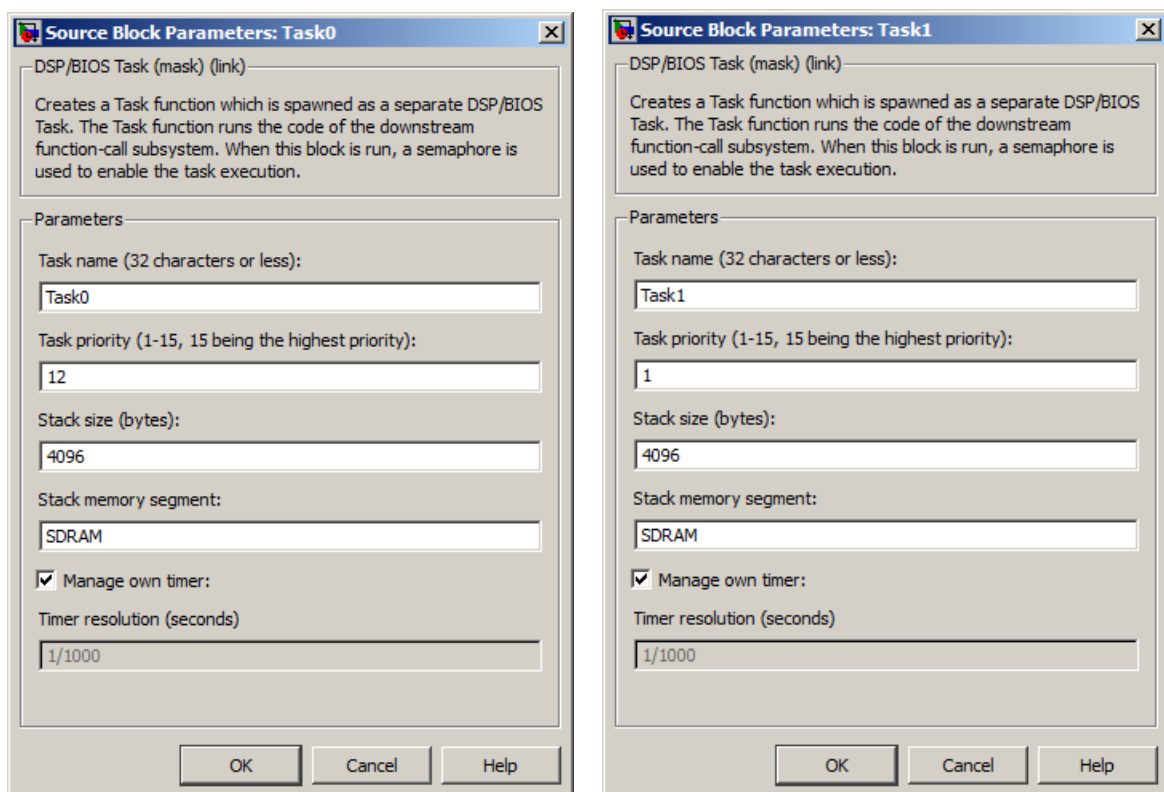 Source Block Parameters: Task0
DSP/BIOS Task (mask) (link)
Creates a Task function which is spawned as a separate DSP/BIOS
Task. The Task function runs the code of the downstream
function-call subsystem. When this block is run, a semaphore is
used to enable the task execution.
Parameters
Task name (32 characters or less):
Task0
Task priority (1-15, 15 being the highest priority):
12
Stack size (bytes):
4096
Stack memory segment:
SDRAM
Manage own timer:
Timer resolution (seconds)
1/1000
OK Cancel Help
Source Block Parameters: Task1
DSP/BIOS Task (mask) (link)
Creates a Task function which is spawned as a separate DSP/BIOS
Task. The Task function runs the code of the downstream
function-call subsystem. When this block is run, a semaphore is
used to enable the task execution.
Parameters
Task name (32 characters or less):
Task1
Task priority (1-15, 15 being the highest priority):
1
Stack size (bytes):
4096
Stack memory segment:
SDRAM
Manage own timer:
Timer resolution (seconds)
1/1000
OK Cancel Help